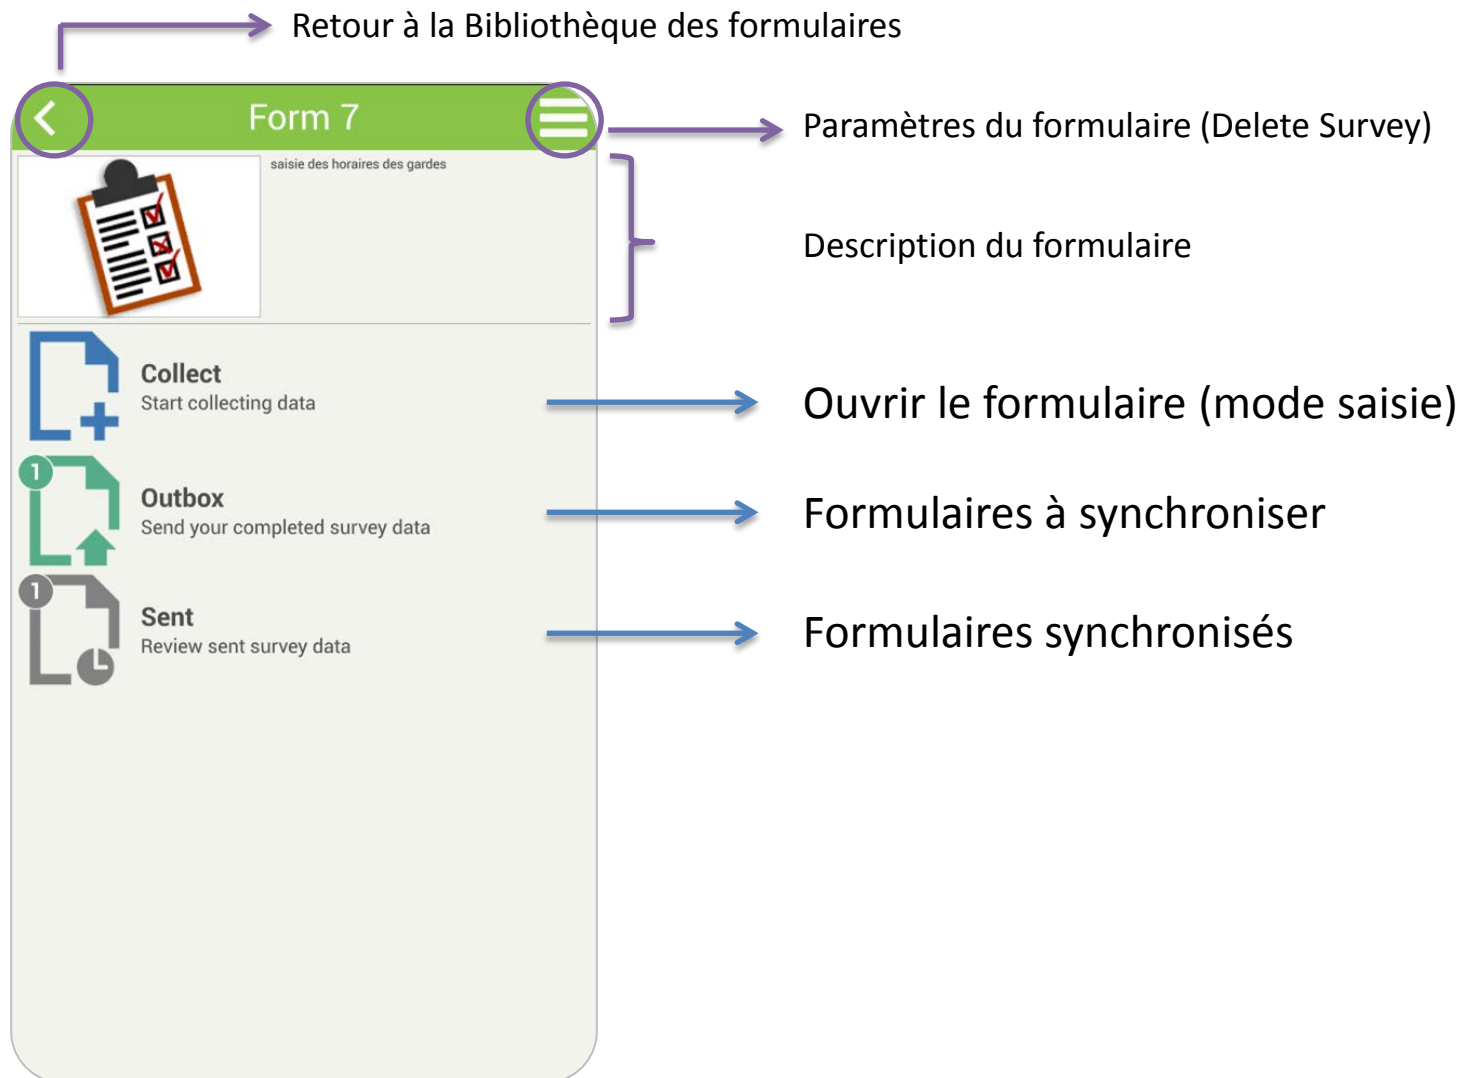 Retour à la Bibliothèque des formulaires
Form 7
Paramètres du formulaire (Delete Survey)
saisie des horaires des gardes
Description du formulaire
Collect
Start collecting data
Ouvrir le formulaire (mode saisie)
1
Outbox
Send your completed survey data
Formulaires à synchroniser
1
Sent
Review sent survey data
Formulaires synchronisés